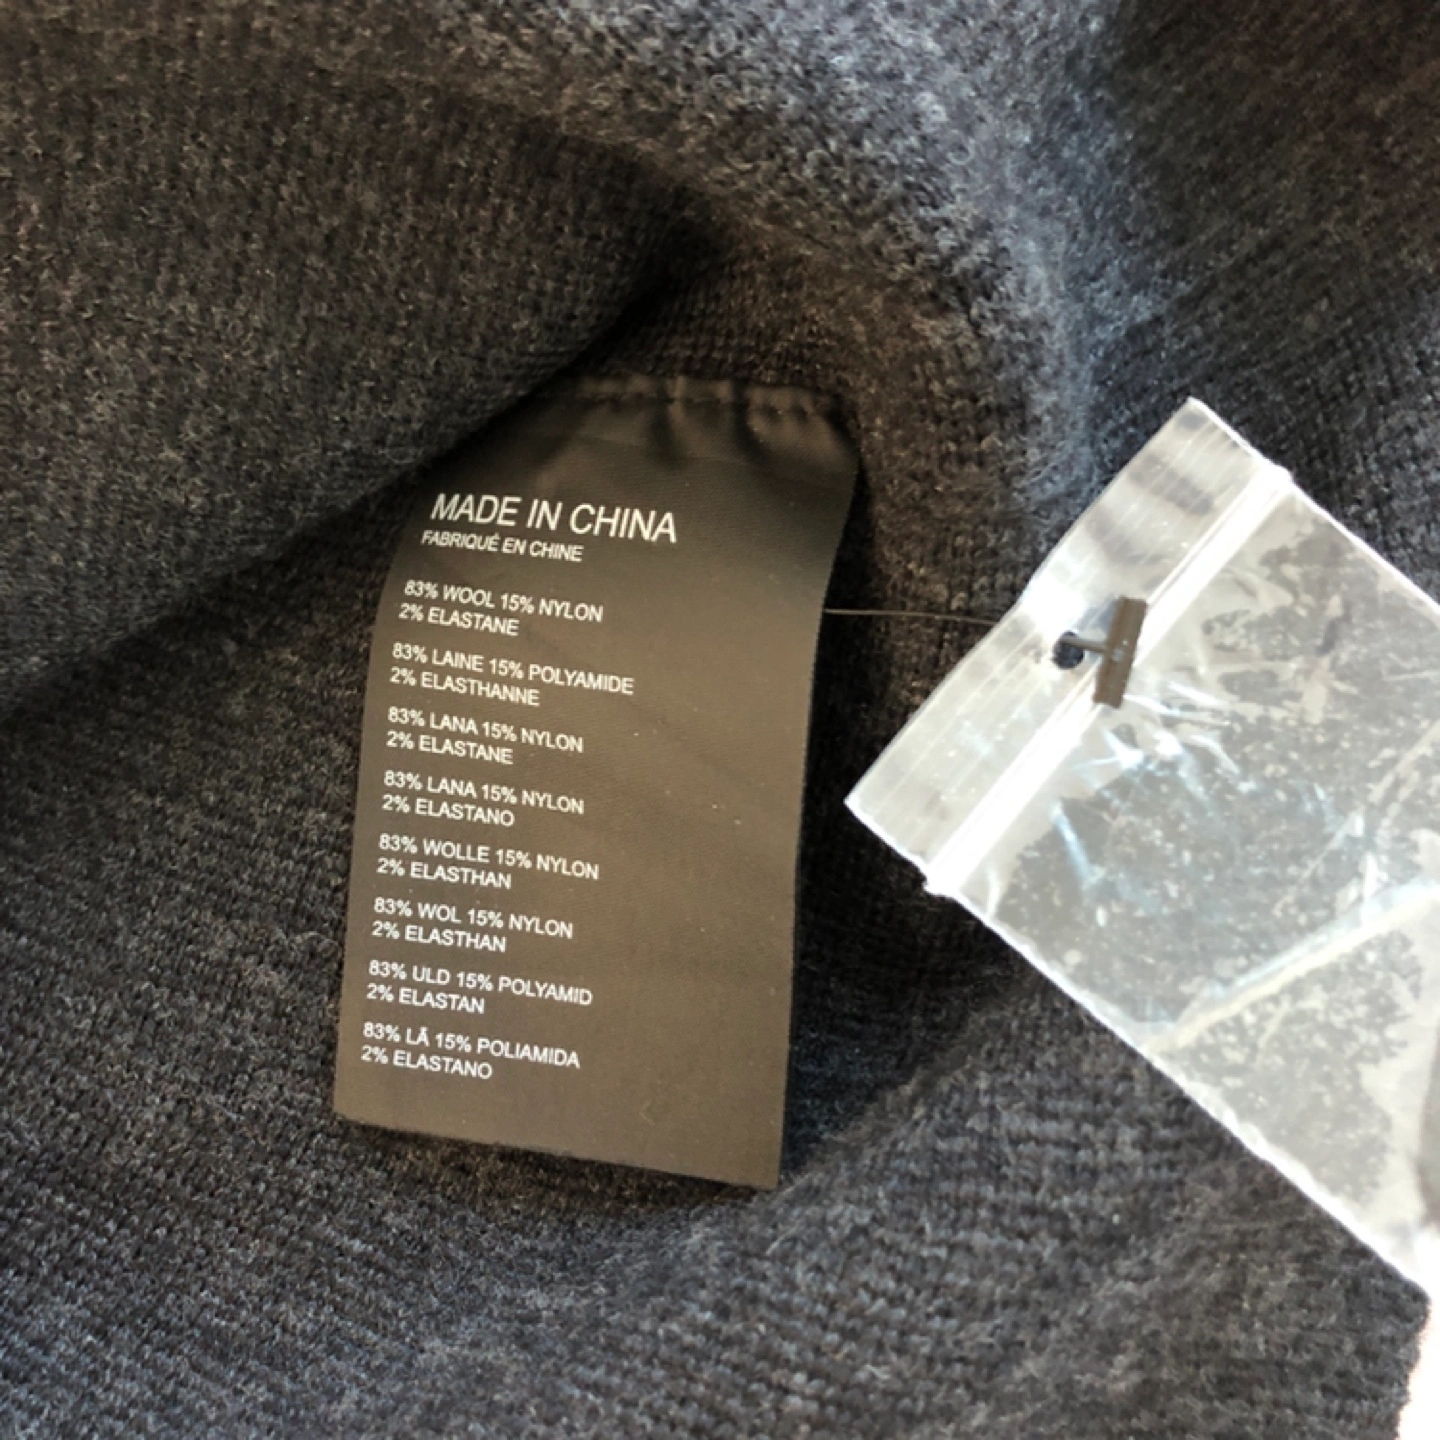 MADE IN CHINA
FABRIQUÉ EN CHINE
83% WOOL 15% NYLON
2% ELASTANE
83% LAINE 15% POLYAMIDE
2% ELASTHANNE
83% LANA 15% NYLON
2% ELASTANE
83% LANA 15% NYLON
2% ELASTANO
83% WOLLE 15% NYLON
2% ELASTHAN
83% WOL 15% NYLON
2% ELASTHAN
83% ULD 15% POLYAMID
2% ELASTAN
83% LÃ 15% POLIAMIDA
2% ELASTANO